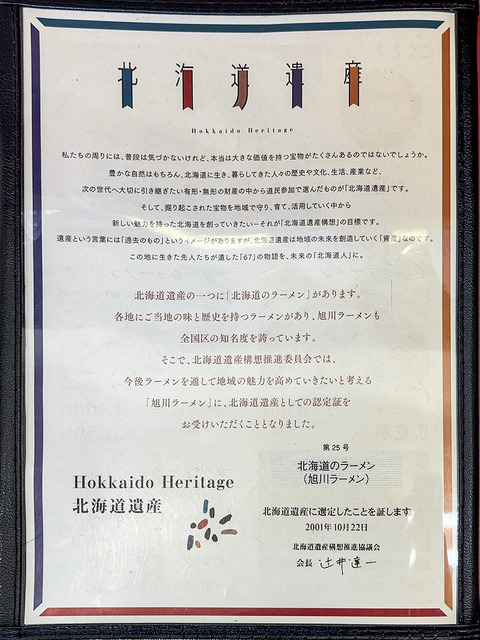 北海道遺産
Hokkaido Heritage
私たちの周りには、普段は気づかないけれど、本当は大きな価値を持つ宝物がたくさんあるのではないでしょうか。
豊かな自然はもちろん、北海道に生き、暮らしてきた人々の歴史や文化、生活、産業など、
次の世代へ大切に引き継ぎたい有形・無形の財産の中から道民参加で選んだものが「北海道遺産」です。
そして、掘り起こされた宝物を地域で守り、育て、活用していく中から
新しい魅力を持った北海道を創っていきたい―それが「北海道遺産構想」の目標です。
遺産という言葉には「過去のもの」というイメージがありますが、北海道遺産は地域の未来を創造していく「資産」なのです。
この地に生きた先人たちが遺した「67」の物語を、未来の「北海道人」に。
北海道遺産の一つに「北海道のラーメン」があります。
各地にご当地の味と歴史を持つラーメンがあり、旭川ラーメンも
全国区の知名度を誇っています。
そこで、北海道遺産構想推進委員会では、
今後ラーメンを通して地域の魅力を高めていきたいと考える
「旭川ラーメン」に、北海道遺産としての認定証を
お受けいただくこととなりました。
第25号
北海道のラーメン
(旭川ラーメン)
Hokkaido Heritage
北海道遺産
北海道遺産に選定したことを証します
2001年10月22日
北海道遺産構想推進協議会
会長 辻井達一